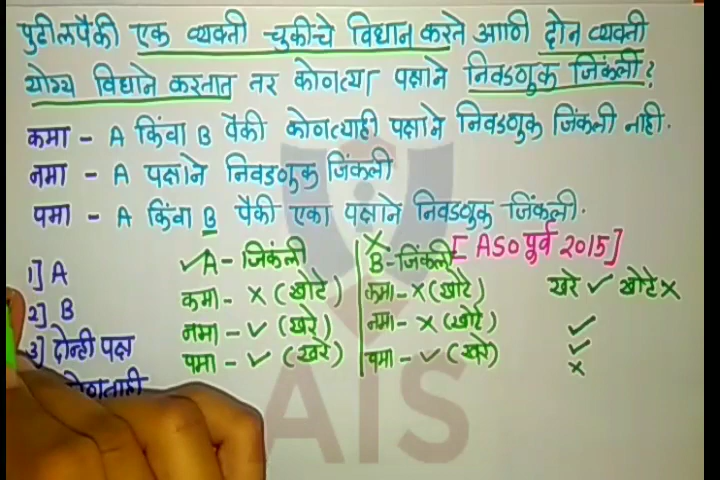 पुढीलपैकी एक व्यक्ती चुकीचे विधान करते आणि दोन व्यक्ती
योग्य विधाने करतात तर कोणत्या पक्षाने निवडणुक जिंकली?
कमा - A किंवा B पैकी कोणत्याही पक्षाने निवडणुक जिंकली नाही.
नमा - A पक्षाने निवडणुक जिंकली
पमा - A किंवा B पैकी एका पक्षाने निवडणुक जिंकली.
[ASO पुर्व 2015]
✓A - जिंकली
कमा - × (खोटे)
नमा - ✓ (खरे)
पमा - ✓ (खरे)
×
B - जिंकली
कमा - × (खोटे)
नमा - × (खोटे)
पमा - ✓ (खरे)
खरे ✓ खोटे ×
✓
✓
×
1] A
2] B
3] दोन्ही पक्ष
AIS